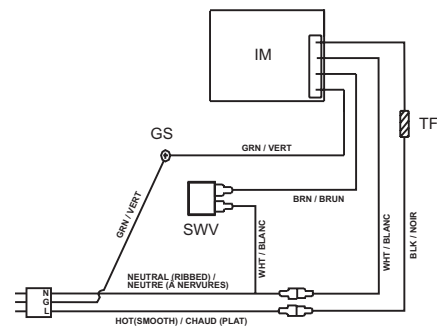 IM
TF
GS
GRN / VERT
BRN / BRUN
SWV
GRN / VERT
WHT / BLANC
WHT / BLANC
BLK / NOIR
NEUTRAL (RIBBED) /
NEUTRE (À NERVURES)
N
G
L
HOT(SMOOTH) / CHAUD (PLAT)